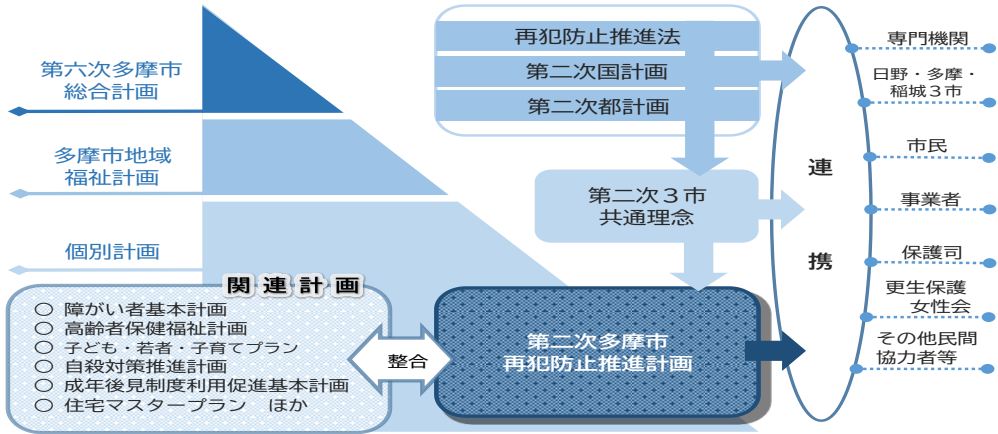 第六次多摩市
総合計画
多摩市地域
福祉計画
個別計画
関連計画
○ 障がい者基本計画
○ 高齢者保健福祉計画
○ 子ども・若者・子育てプラン
○ 自殺対策推進計画
○ 成年後見制度利用促進基本計画
○ 住宅マスタープラン　ほか
整合
再犯防止推進法
第二次国計画
第二次都計画
第二次３市
共通理念
第二次多摩市
再犯防止推進計画
連
携
専門機関
日野・多摩・
稲城３市
市民
事業者
保護司
更生保護
女性会
その他民間
協力者等